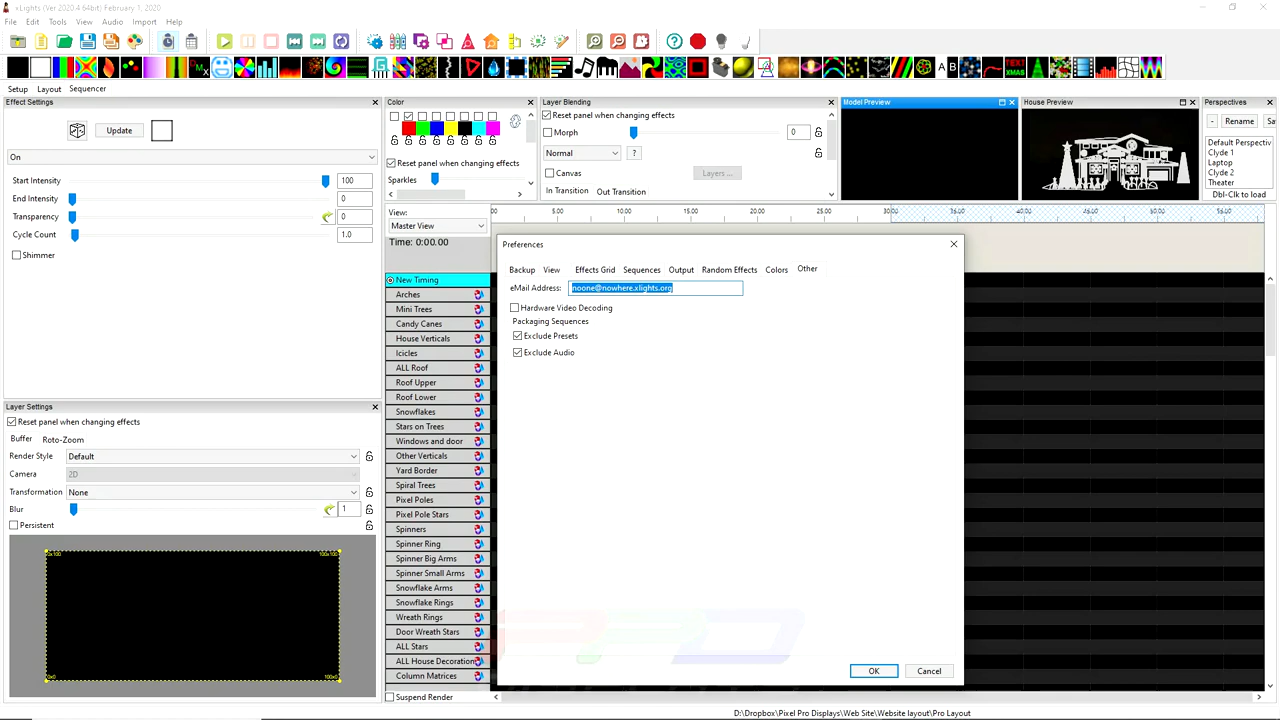 xLights (Ver 2020.4 64bit) February 1, 2020
File Edit Tools View Audio Import Help
Setup Layout Sequencer
Effect Settings
Update
On
Start Intensity 100
End Intensity 0
Transparency 0
Cycle Count 1.0
Shimmer
Color
Reset panel when changing effects
Sparkles
Layer Blending
Reset panel when changing effects
Morph 0
Normal ?
Canvas Layers ...
In Transition Out Transition
Model Preview
House Preview
Perspectives
- Rename Sa
Default Perspectiv
Clyde 1
Laptop
Clyde 2
Theater
Dbl-Clk to load
View:
Master View
Time: 0:00.00
00 5.00 10.00 15.00 20.00 25.00 30.00 35.00 40.00 45.00 50.00 55.00
New Timing
Arches
Mini Trees
Candy Canes
House Verticals
Icicles
ALL Roof
Roof Upper
Roof Lower
Snowflakes
Stars on Trees
Windows and door
Other Verticals
Yard Border
Spiral Trees
Pixel Poles
Pixel Pole Stars
Spinners
Spinner Ring
Spinner Big Arms
Spinner Small Arms
Snowflake Arms
Snowflake Rings
Wreath Rings
Door Wreath Stars
ALL Stars
ALL House Decoration
Column Matrices
Suspend Render
Preferences
Backup View Effects Grid Sequences Output Random Effects Colors Other
eMail Address: noone@nowhere.xlights.org
Hardware Video Decoding
Packaging Sequences
Exclude Presets
Exclude Audio
PPD
OK Cancel
Layer Settings
Reset panel when changing effects
Buffer Roto-Zoom
Render Style Default
Camera 2D
Transformation None
Blur 1
Persistent
0x100 100x100
0x0 100x0
D:\Dropbox\Pixel Pro Displays\Web Site\Website layout\Pro Layout